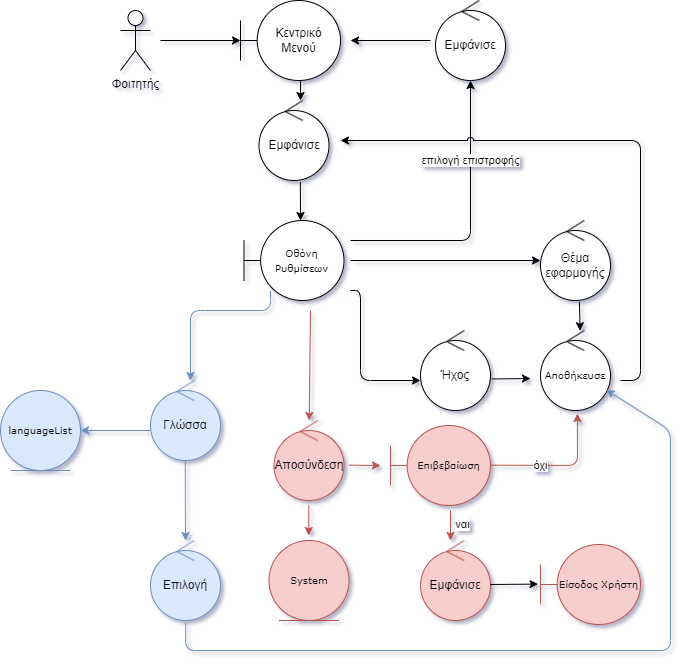 Κεντρικό
Μενού
Εμφάνισε
Φοιτητής
Εμφάνισε
επιλογή επιστροφής
Οθόνη
Ρυθμίσεων
Θέμα
εφαρμογής
Ήχος
Αποθήκευσε
Γλώσσα
languageList
Αποσύνδεση
Επιβεβαίωση
όχι
ναι
System
Επιλογή
Εμφάνισε
Είσοδος Χρήστη